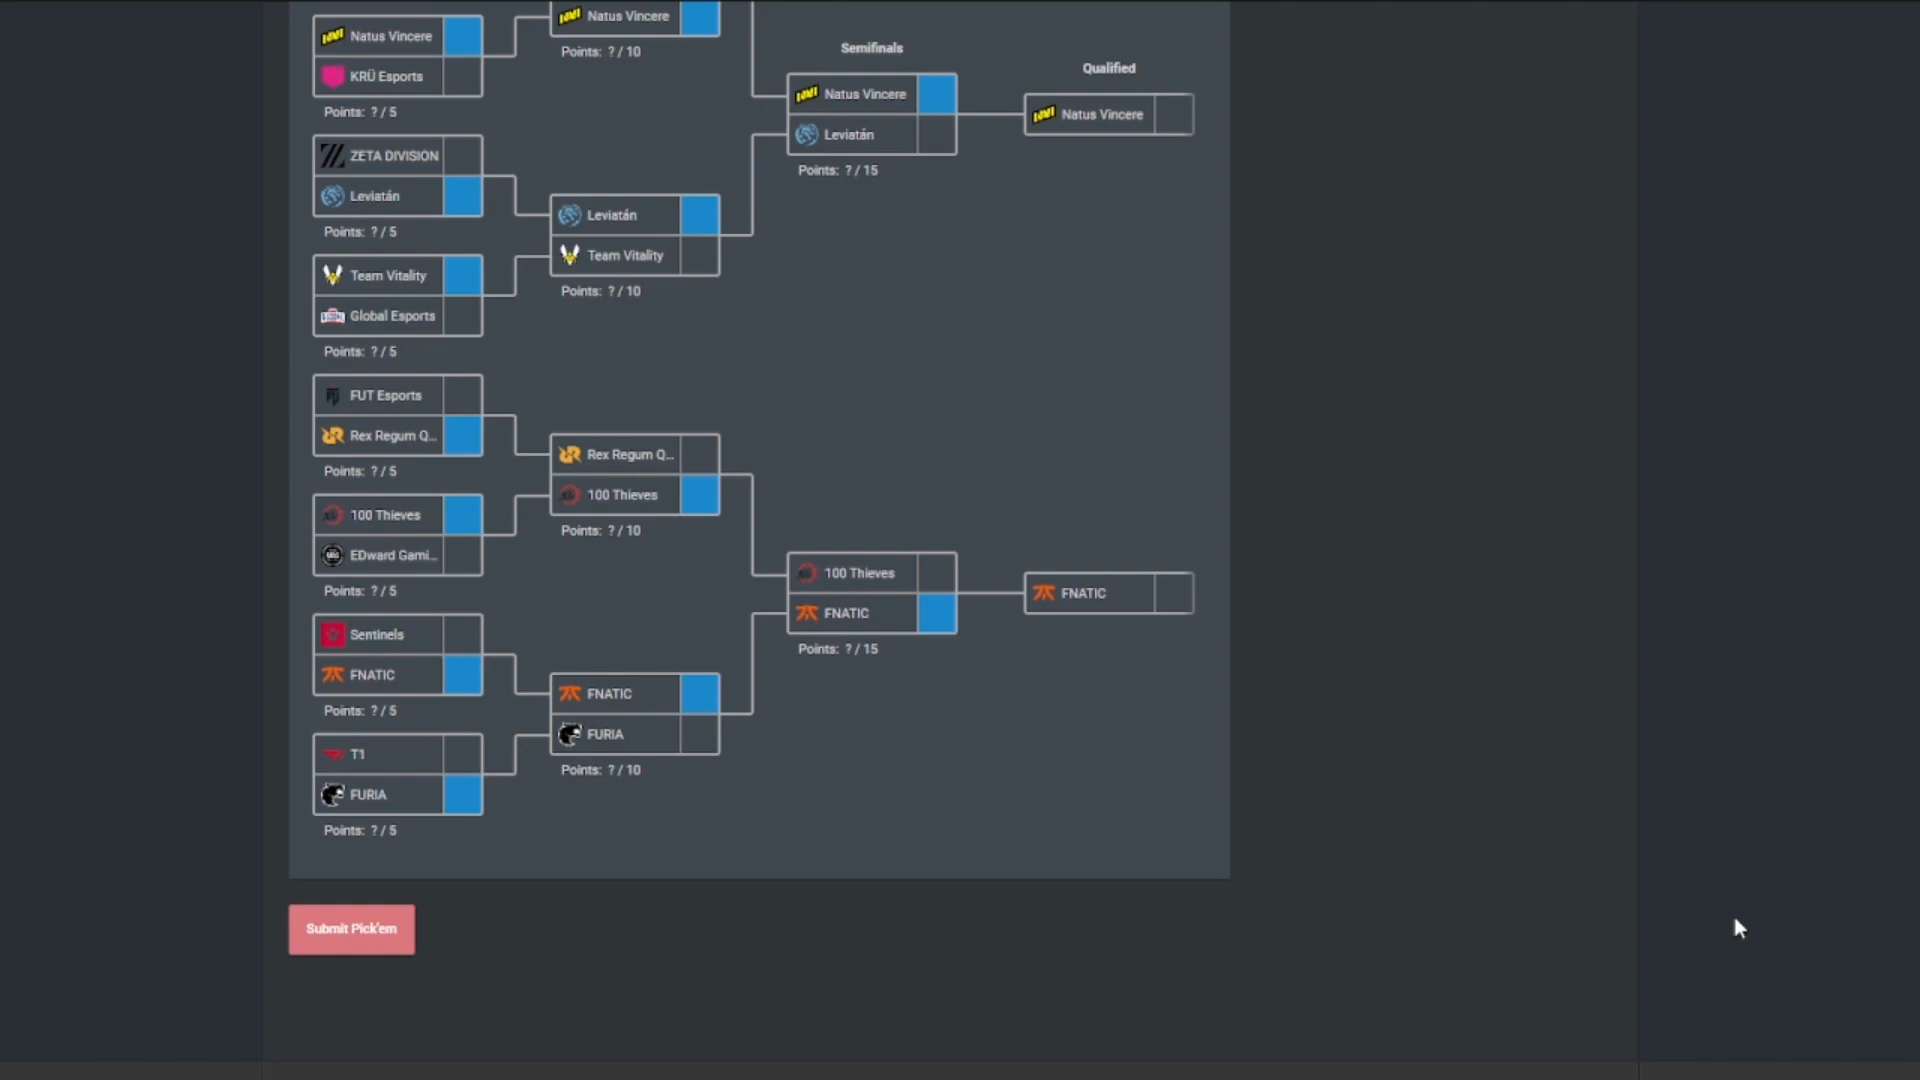 Natus Vincere
KRÜ Esports
Points: ? / 5
ZETA DIVISION
Leviatán
Points: ? / 5
Team Vitality
Global Esports
Points: ? / 5
FUT Esports
Rex Regum Q...
Points: ? / 5
100 Thieves
EDward Gami...
Points: ? / 5
Sentinels
FNATIC
Points: ? / 5
T1
FURIA
Points: ? / 5
Natus Vincere
Points: ? / 10
Leviatán
Team Vitality
Points: ? / 10
Rex Regum Q...
100 Thieves
Points: ? / 10
FNATIC
FURIA
Points: ? / 10
Semifinals
Natus Vincere
Leviatán
Points: ? / 15
100 Thieves
FNATIC
Points: ? / 15
Qualified
Natus Vincere
FNATIC
Submit Pick'em